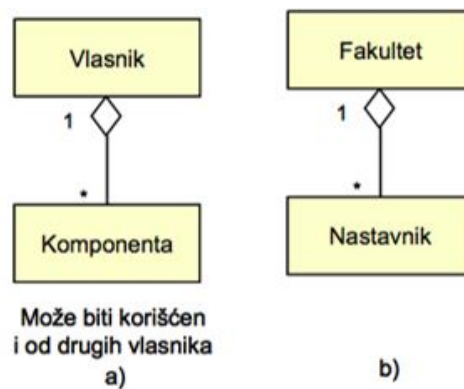 Vlasnik
1
*
Komponenta
Može biti korišćen
i od drugih vlasnika
a)
Fakultet
1
*
Nastavnik
b)